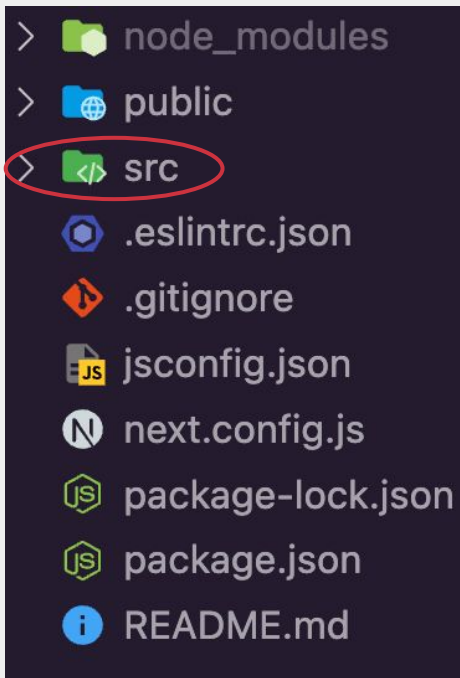 node_modules
public
src
.eslintrc.json
.gitignore
jsconfig.json
next.config.js
package-lock.json
package.json
README.md